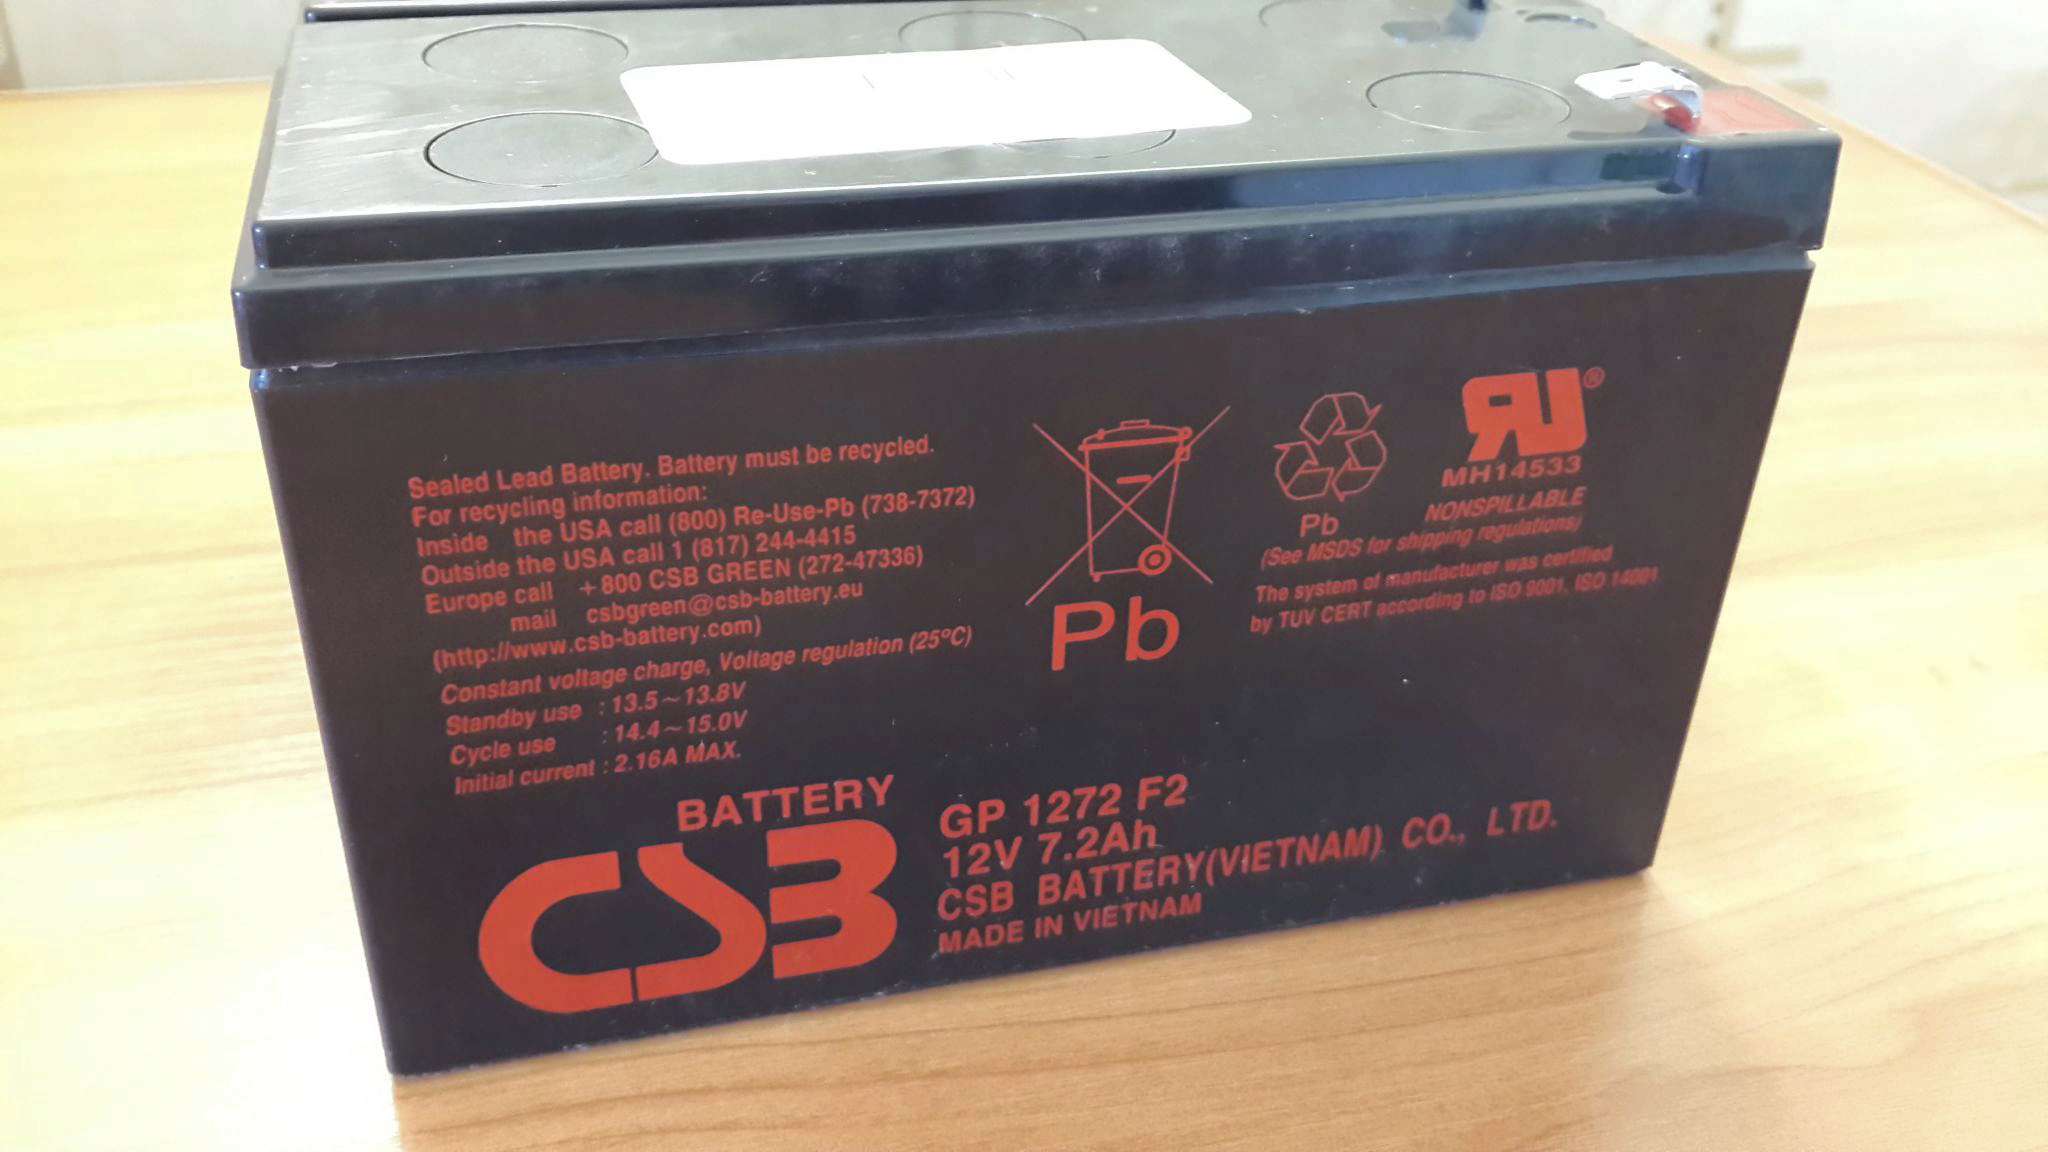 Sealed Lead Battery. Battery must be recycled.
For recycling information:
Inside the USA call (800) Re-Use-Pb (738-7372)
Outside the USA call 1 (817) 244-4415
Europe call +800 CSB GREEN (272-47336)
mail csbgreen@csb-battery.eu
(http://www.csb-battery.com)
Constant voltage charge, Voltage regulation (25°C)
Standby use : 13.5~13.8V
Cycle use : 14.4~15.0V
Initial current : 2.16A MAX.
Pb
Pb
RU®
MH14533
NONSPILLABLE
(See MSDS for shipping regulations)
The system of manufacturer was certified
by TUV CERT according to ISO 9001, ISO 14001
BATTERY
CSB
GP 1272 F2
12V 7.2Ah
CSB BATTERY(VIETNAM) CO., LTD.
MADE IN VIETNAM